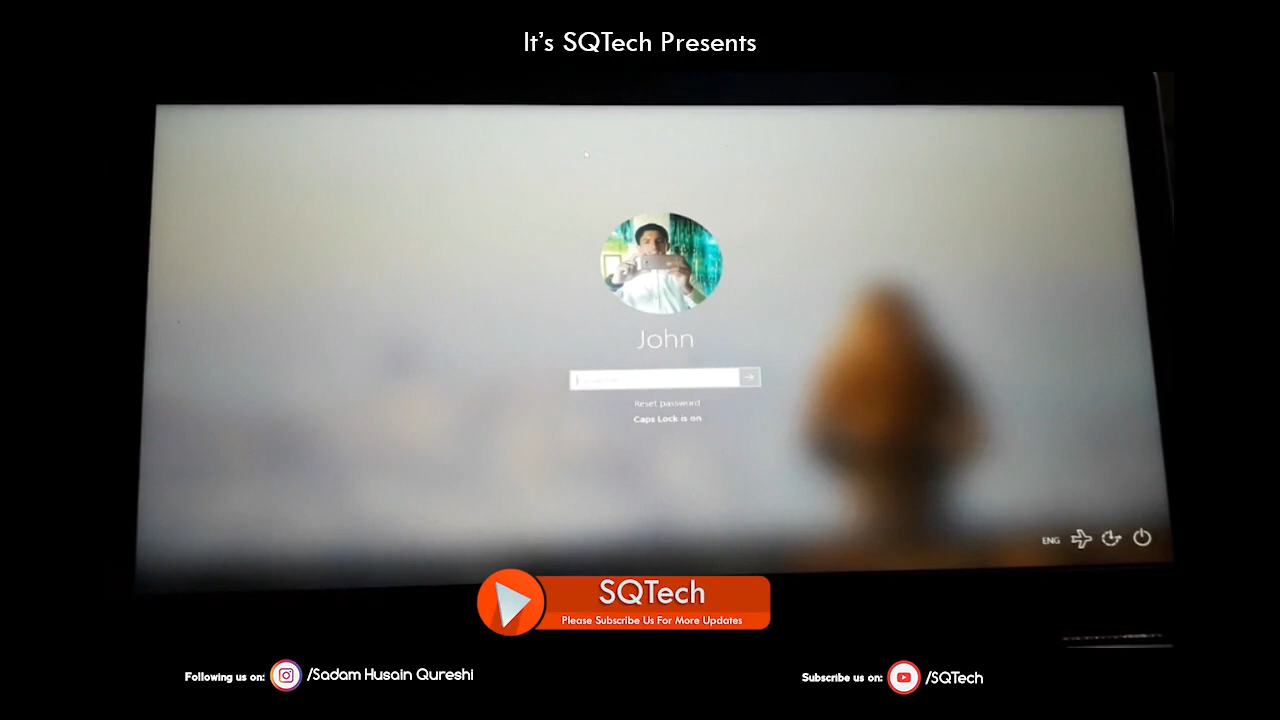 It's SQTech Presents
John
Reset password
Caps Lock is on
ENG
SQTech
Please Subscribe Us For More Updates
Following us on: /Sadam Husain Qureshi
Subscribe us on: /SQTech